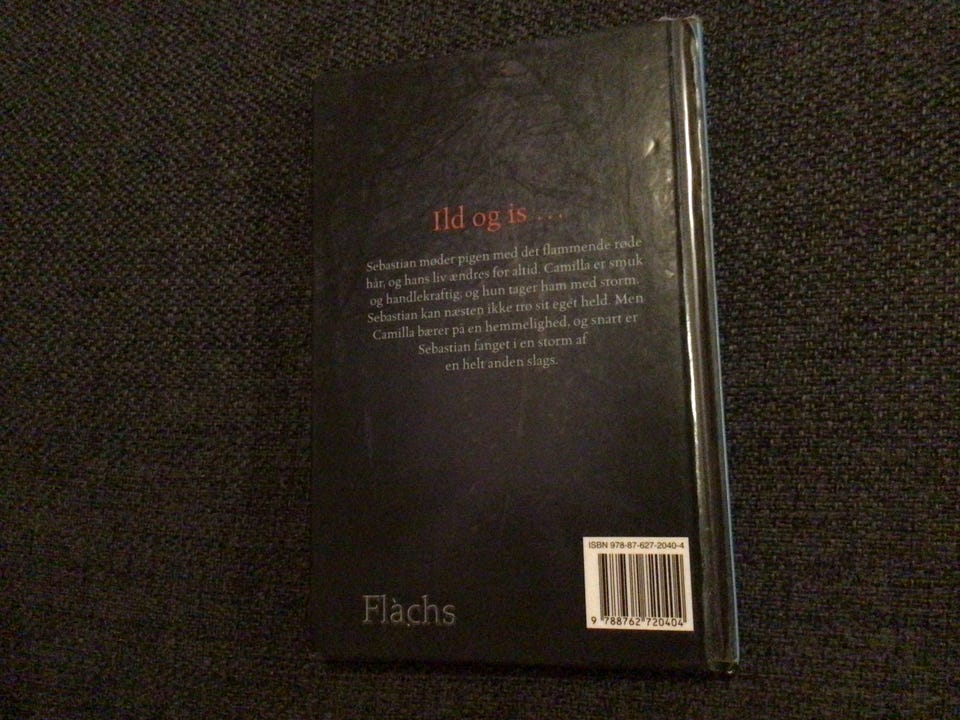 Ild og is ...
Sebastian møder pigen med det flammende røde
hår, og hans liv ændres for altid. Camilla er smuk
og handlekraftig, og hun tager ham med storm.
Sebastian kan næsten ikke tro sit eget held. Men
Camilla bærer på en hemmelighed, og snart er
Sebastian fanget i en storm af
en helt anden slags.
ISBN 978-87-627-2040-4
9 788762 720404
Flàchs